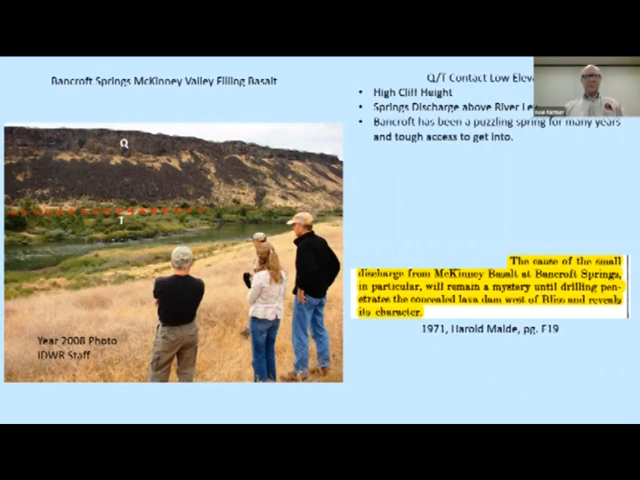 Bancroft Springs McKinney Valley Filling Basalt
Q
T
Year 2008 Photo
IDWR Staff
Q/T Contact Low Eleva
• High Cliff Height
• Springs Discharge above River Le
• Bancroft has been a puzzling spring for many years
and tough access to get into.
The cause of the small
discharge from McKinney Basalt at Bancroft Springs,
in particular, will remain a mystery until drilling pen-
etrates the concealed lava dam west of Bliss and reveals
its character.
1971, Harold Malde, pg. F19